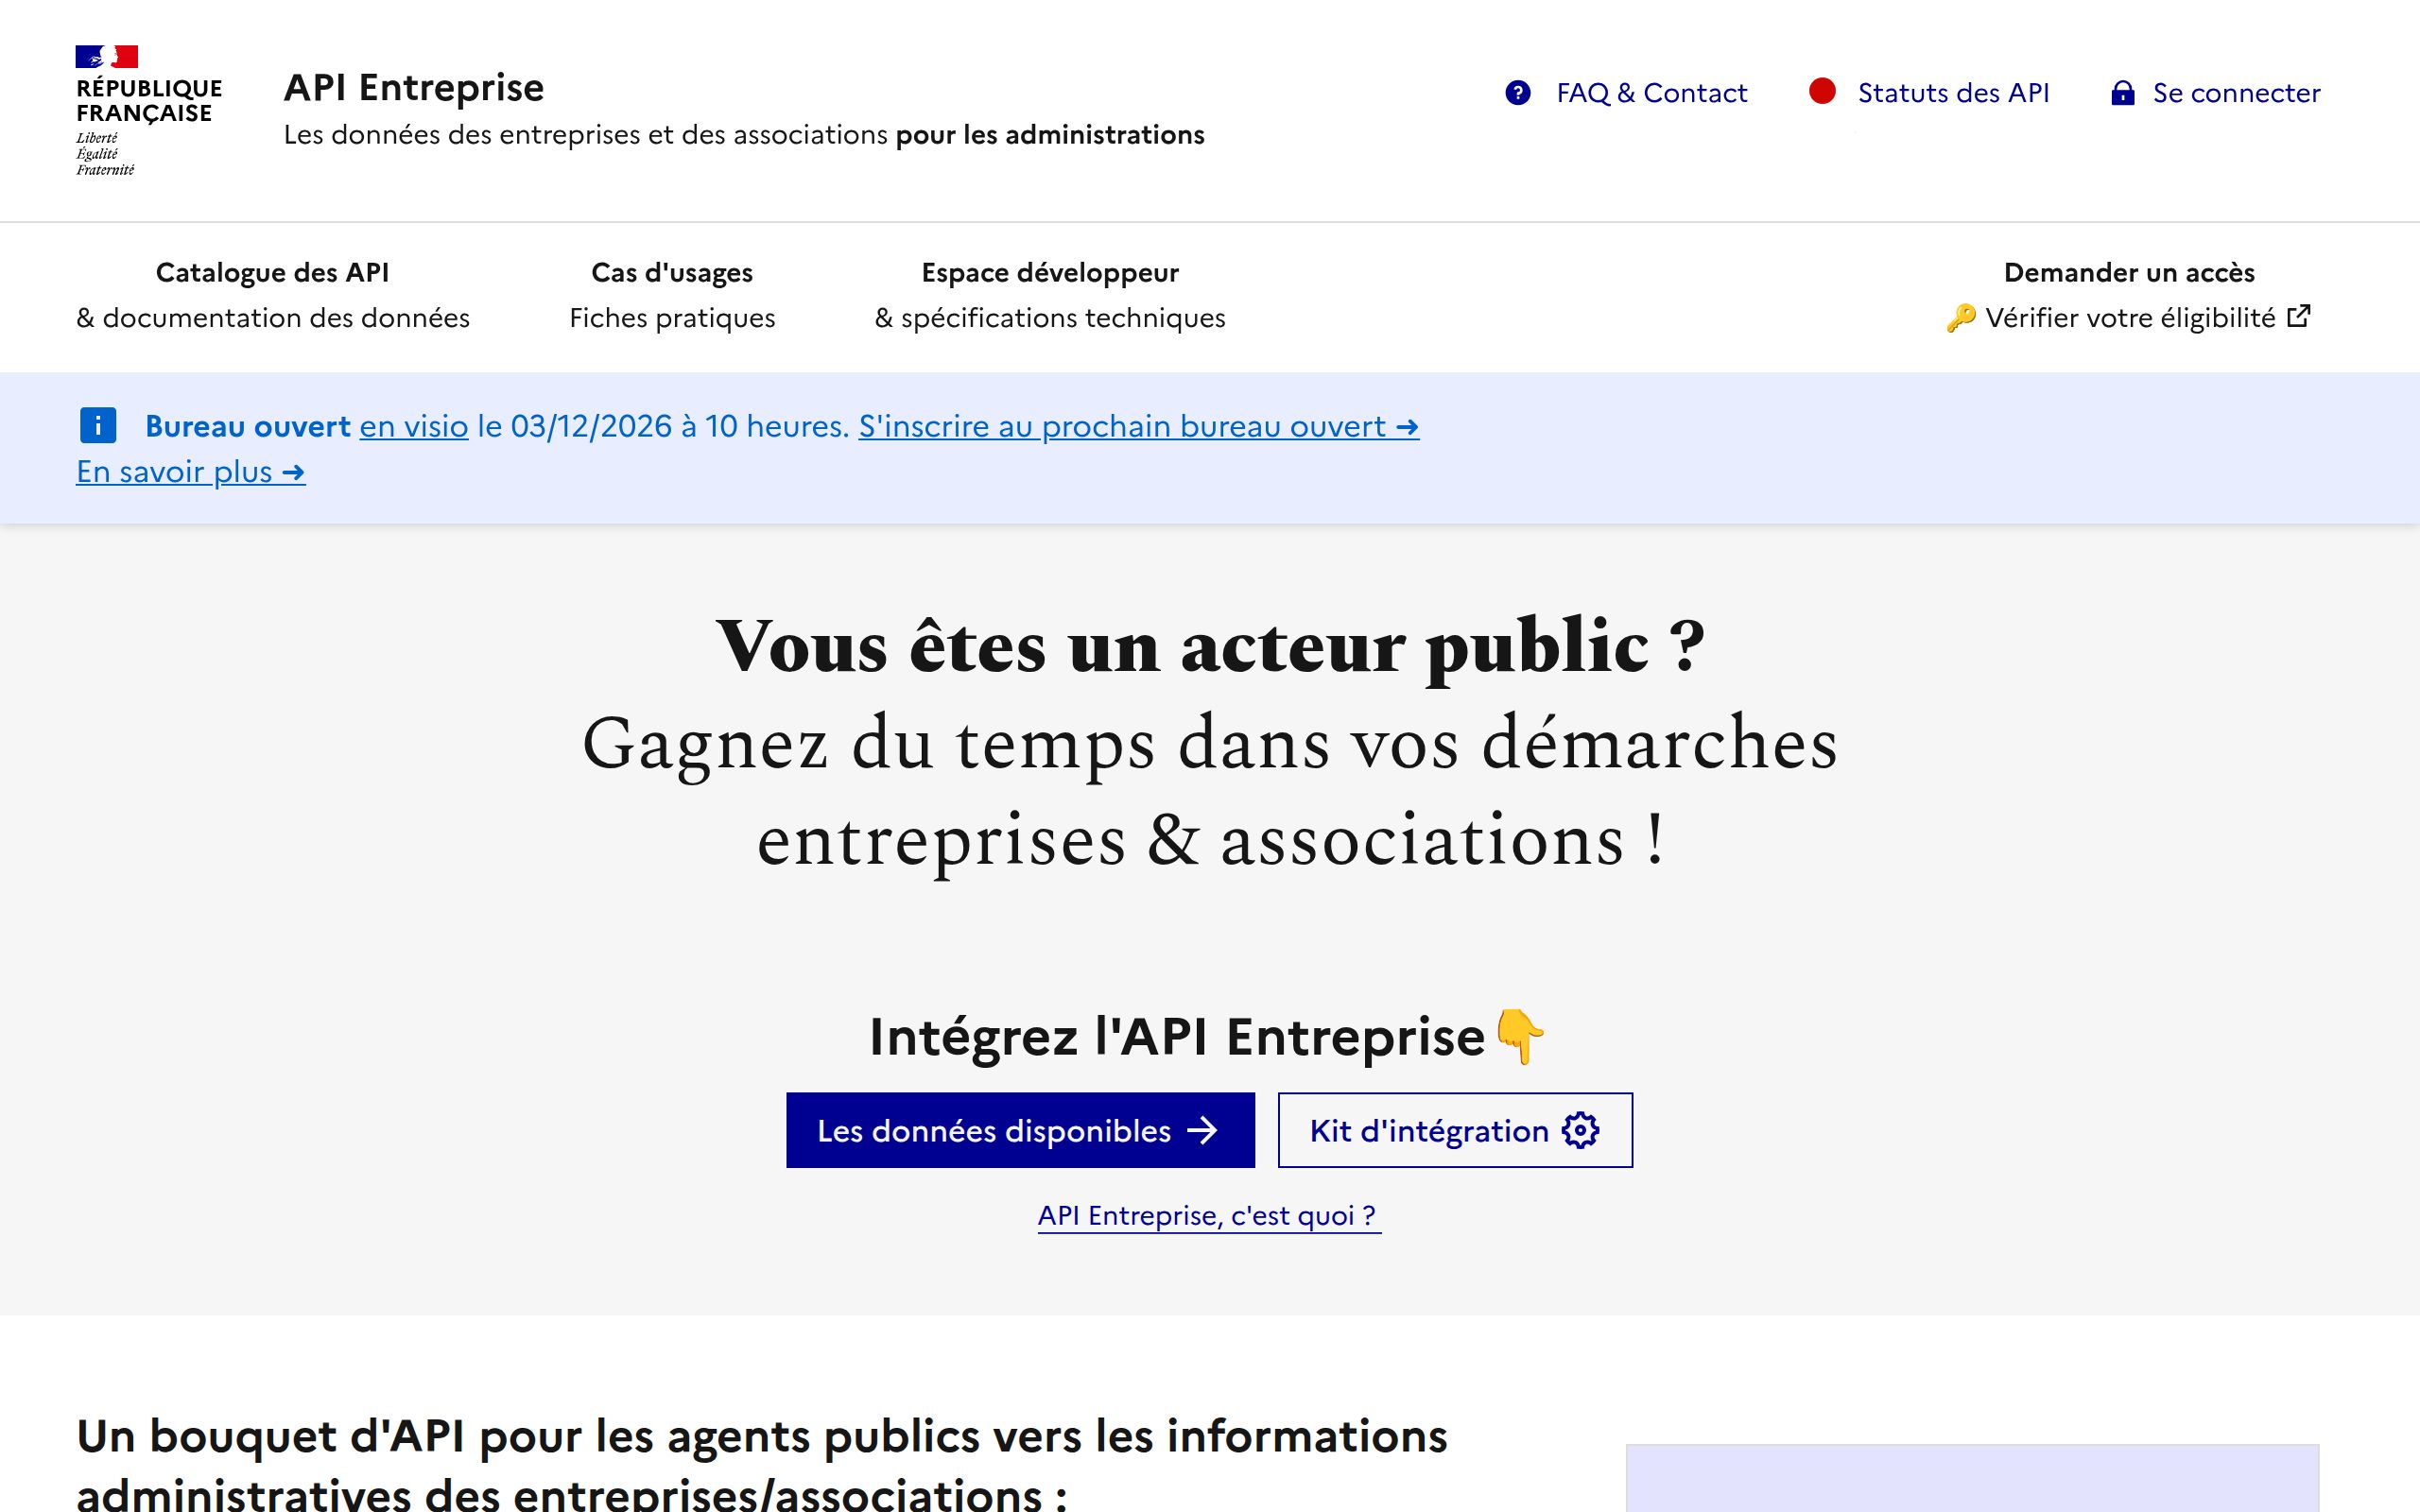 RÉPUBLIQUE
FRANÇAISE
Liberté
Égalité
Fraternité
API Entreprise
Les données des entreprises et des associations pour les administrations
FAQ & Contact
Statuts des API
Se connecter
Catalogue des API
& documentation des données
Cas d'usages
Fiches pratiques
Espace développeur
& spécifications techniques
Demander un accès
🔑 Vérifier votre éligibilité
Bureau ouvert en visio le 03/12/2026 à 10 heures. S'inscrire au prochain bureau ouvert ➜
En savoir plus ➜
Vous êtes un acteur public ?
Gagnez du temps dans vos démarches
entreprises & associations !
Intégrez l'API Entreprise👇
Les données disponibles →
Kit d'intégration
API Entreprise, c'est quoi ?
Un bouquet d'API pour les agents publics vers les informations
administratives des entreprises/associations :